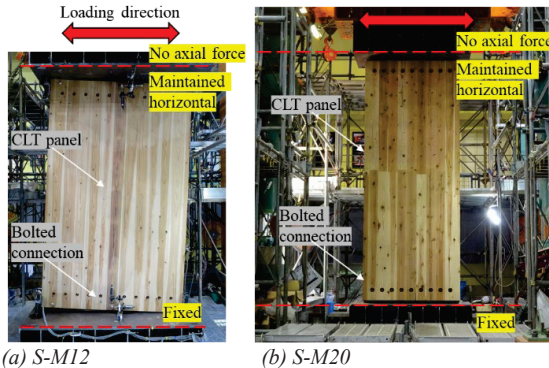 Loading direction
No axial force
Maintained
horizontal
CLT panel
Bolted
connection
Fixed
(a) S-M12
No axial force
Maintained
horizontal
CLT panel
Bolted
connection
Fixed
(b) S-M20